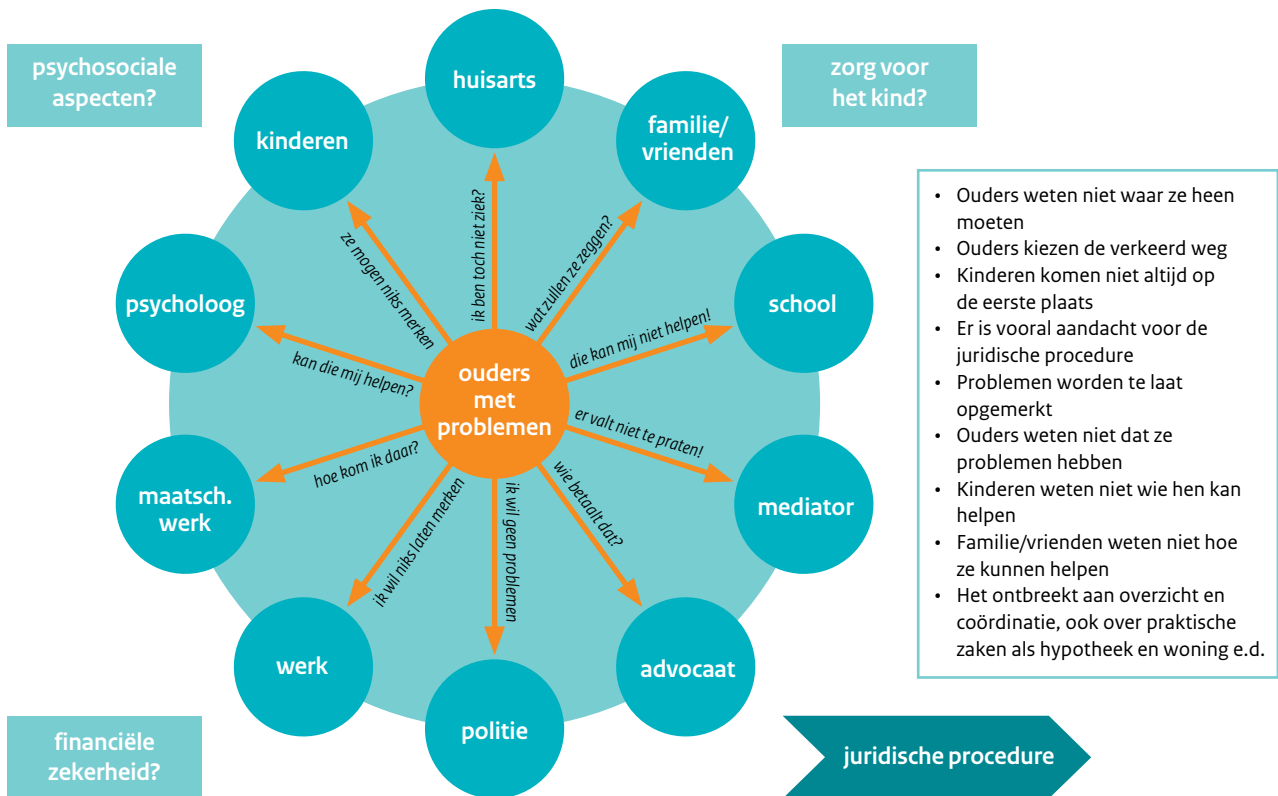 psychosociale
aspecten?
zorg voor
het kind?
huisarts
familie/
vrienden
school
mediator
advocaat
politie
werk
maatsch.
werk
psycholoog
kinderen
ouders
met
problemen
ik ben toch niet ziek?
wat zullen ze zeggen?
die kan mij niet helpen!
er valt niet te praten!
wie betaalt dat?
ik wil geen problemen
ik wil niks laten merken
hoe kom ik daar?
kan die mij helpen?
ze mogen niks merken
• Ouders weten niet waar ze heen
moeten
• Ouders kiezen de verkeerd weg
• Kinderen komen niet altijd op
de eerste plaats
• Er is vooral aandacht voor de
juridische procedure
• Problemen worden te laat
opgemerkt
• Ouders weten niet dat ze
problemen hebben
• Kinderen weten niet wie hen kan
helpen
• Familie/vrienden weten niet hoe
ze kunnen helpen
• Het ontbreekt aan overzicht en
coördinatie, ook over praktische
zaken als hypotheek en woning e.d.
financiële
zekerheid?
juridische procedure